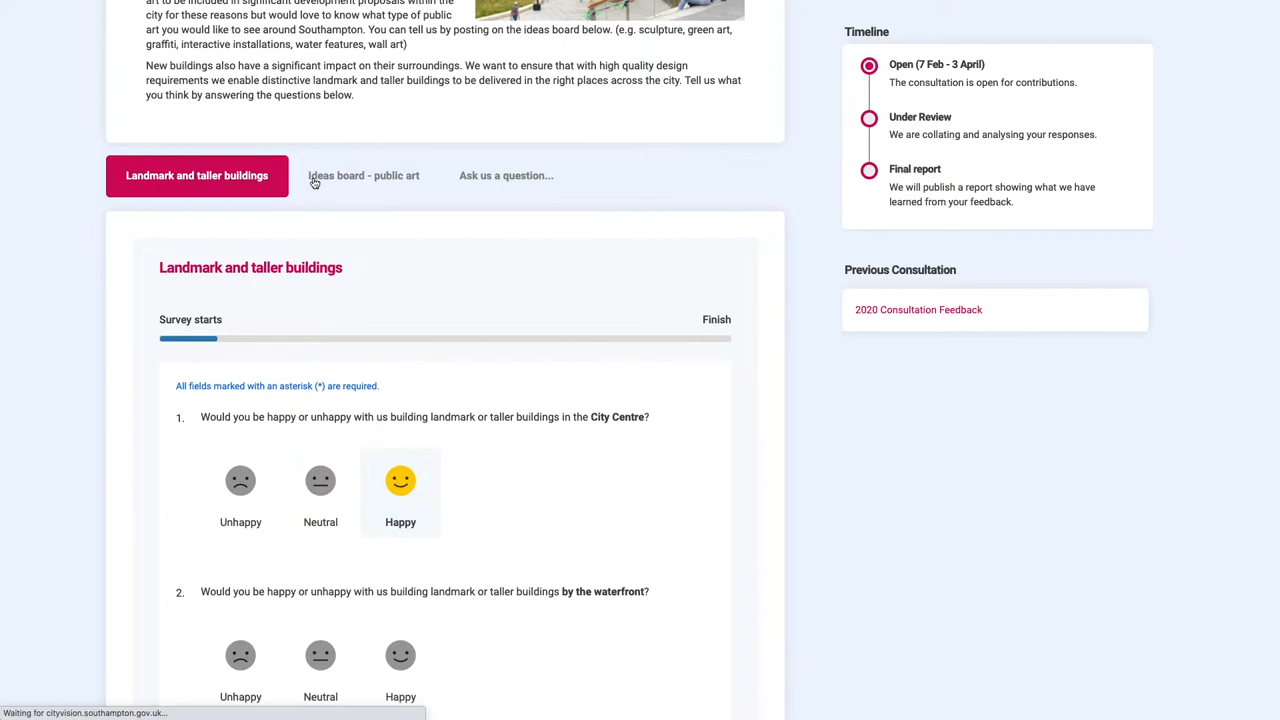 art to be included in significant development proposals within the
city for these reasons but would love to know what type of public
art you would like to see around Southampton. You can tell us by posting on the ideas board below. (e.g. sculpture, green art,
graffiti, interactive installations, water features, wall art)
New buildings also have a significant impact on their surroundings. We want to ensure that with high quality design
requirements we enable distinctive landmark and taller buildings to be delivered in the right places across the city. Tell us what
you think by answering the questions below.
Landmark and taller buildings
Ideas board - public art
Ask us a question...
Landmark and taller buildings
Survey starts
Finish
All fields marked with an asterisk (*) are required.
1. Would you be happy or unhappy with us building landmark or taller buildings in the City Centre?
Unhappy
Neutral
Happy
2. Would you be happy or unhappy with us building landmark or taller buildings by the waterfront?
Unhappy
Neutral
Happy
Timeline
Open (7 Feb - 3 April)
The consultation is open for contributions.
Under Review
We are collating and analysing your responses.
Final report
We will publish a report showing what we have
learned from your feedback.
Previous Consultation
2020 Consultation Feedback
Waiting for cityvision.southampton.gov.uk...